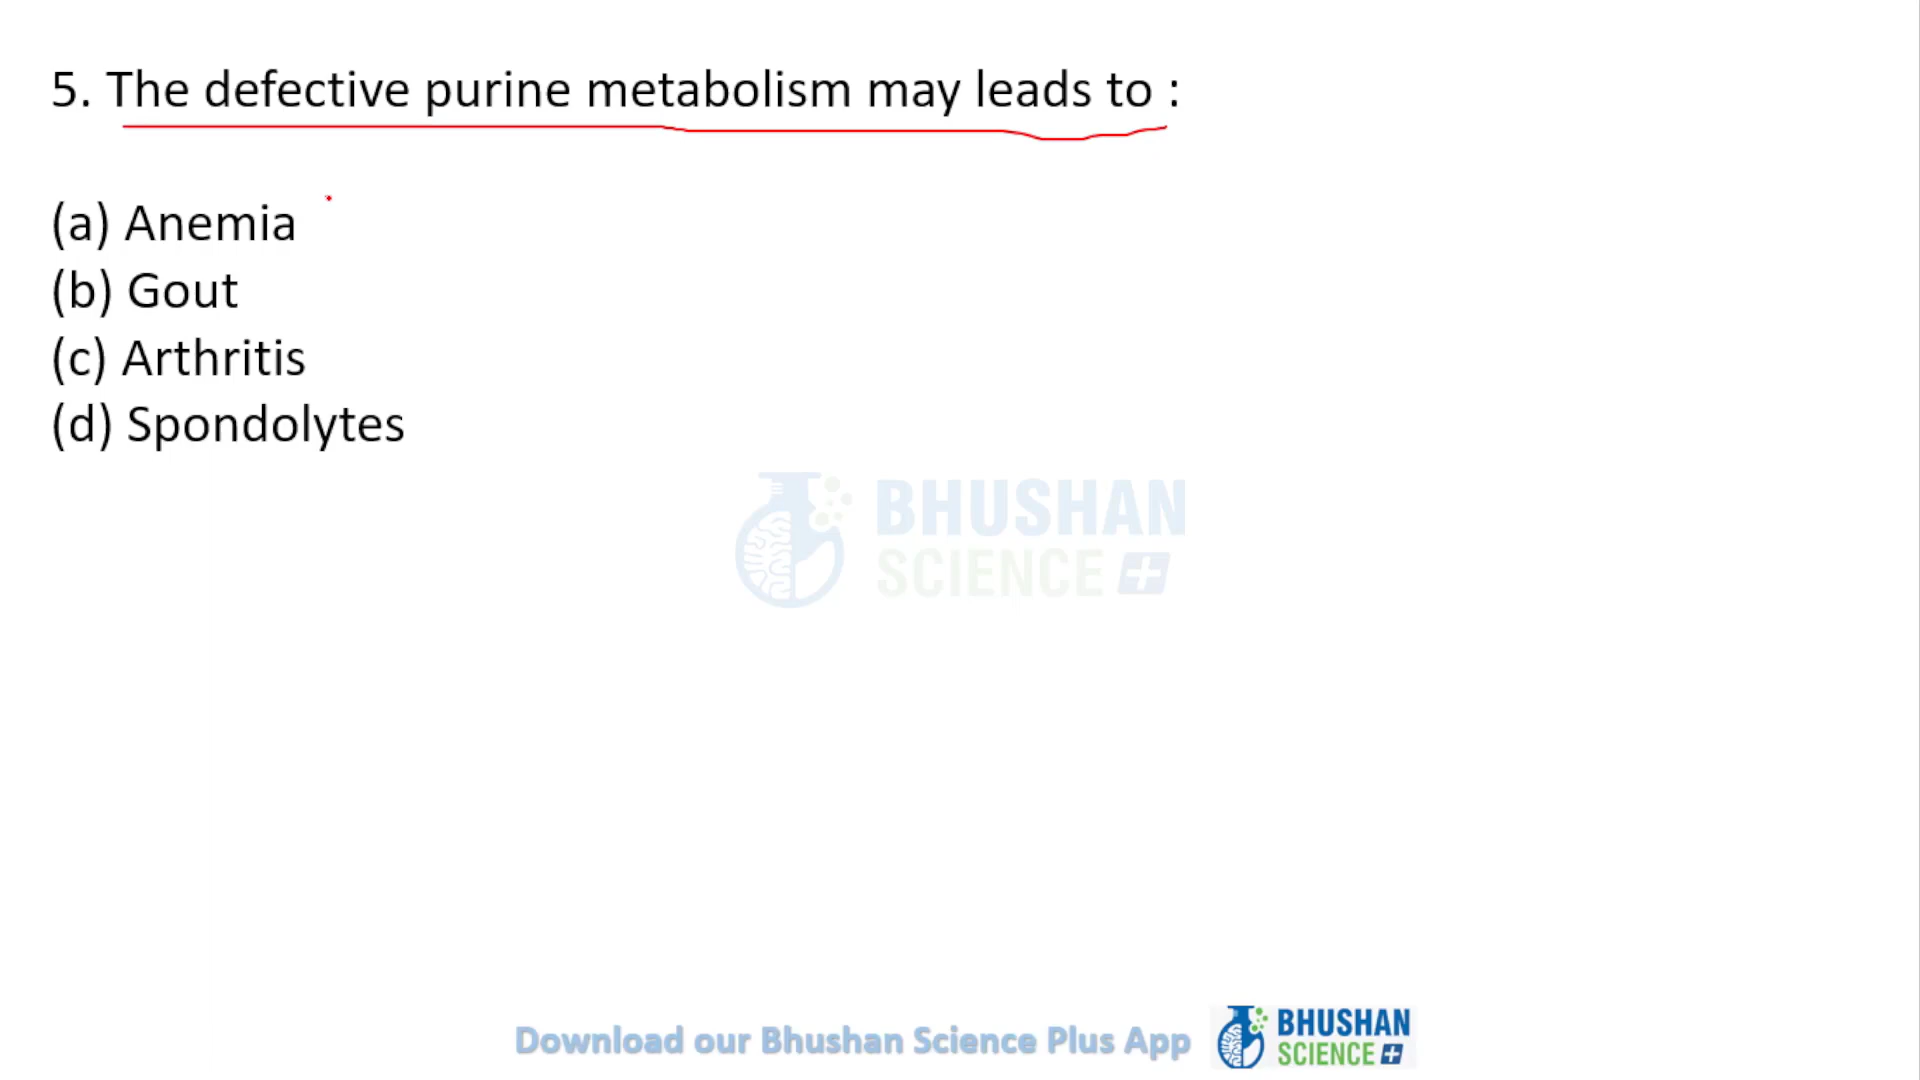 5. The defective purine metabolism may leads to :
(a) Anemia
(b) Gout
(c) Arthritis
(d) Spondolytes
BHUSHAN
SCIENCE
Download our Bhushan Science Plus App
BHUSHAN
SCIENCE